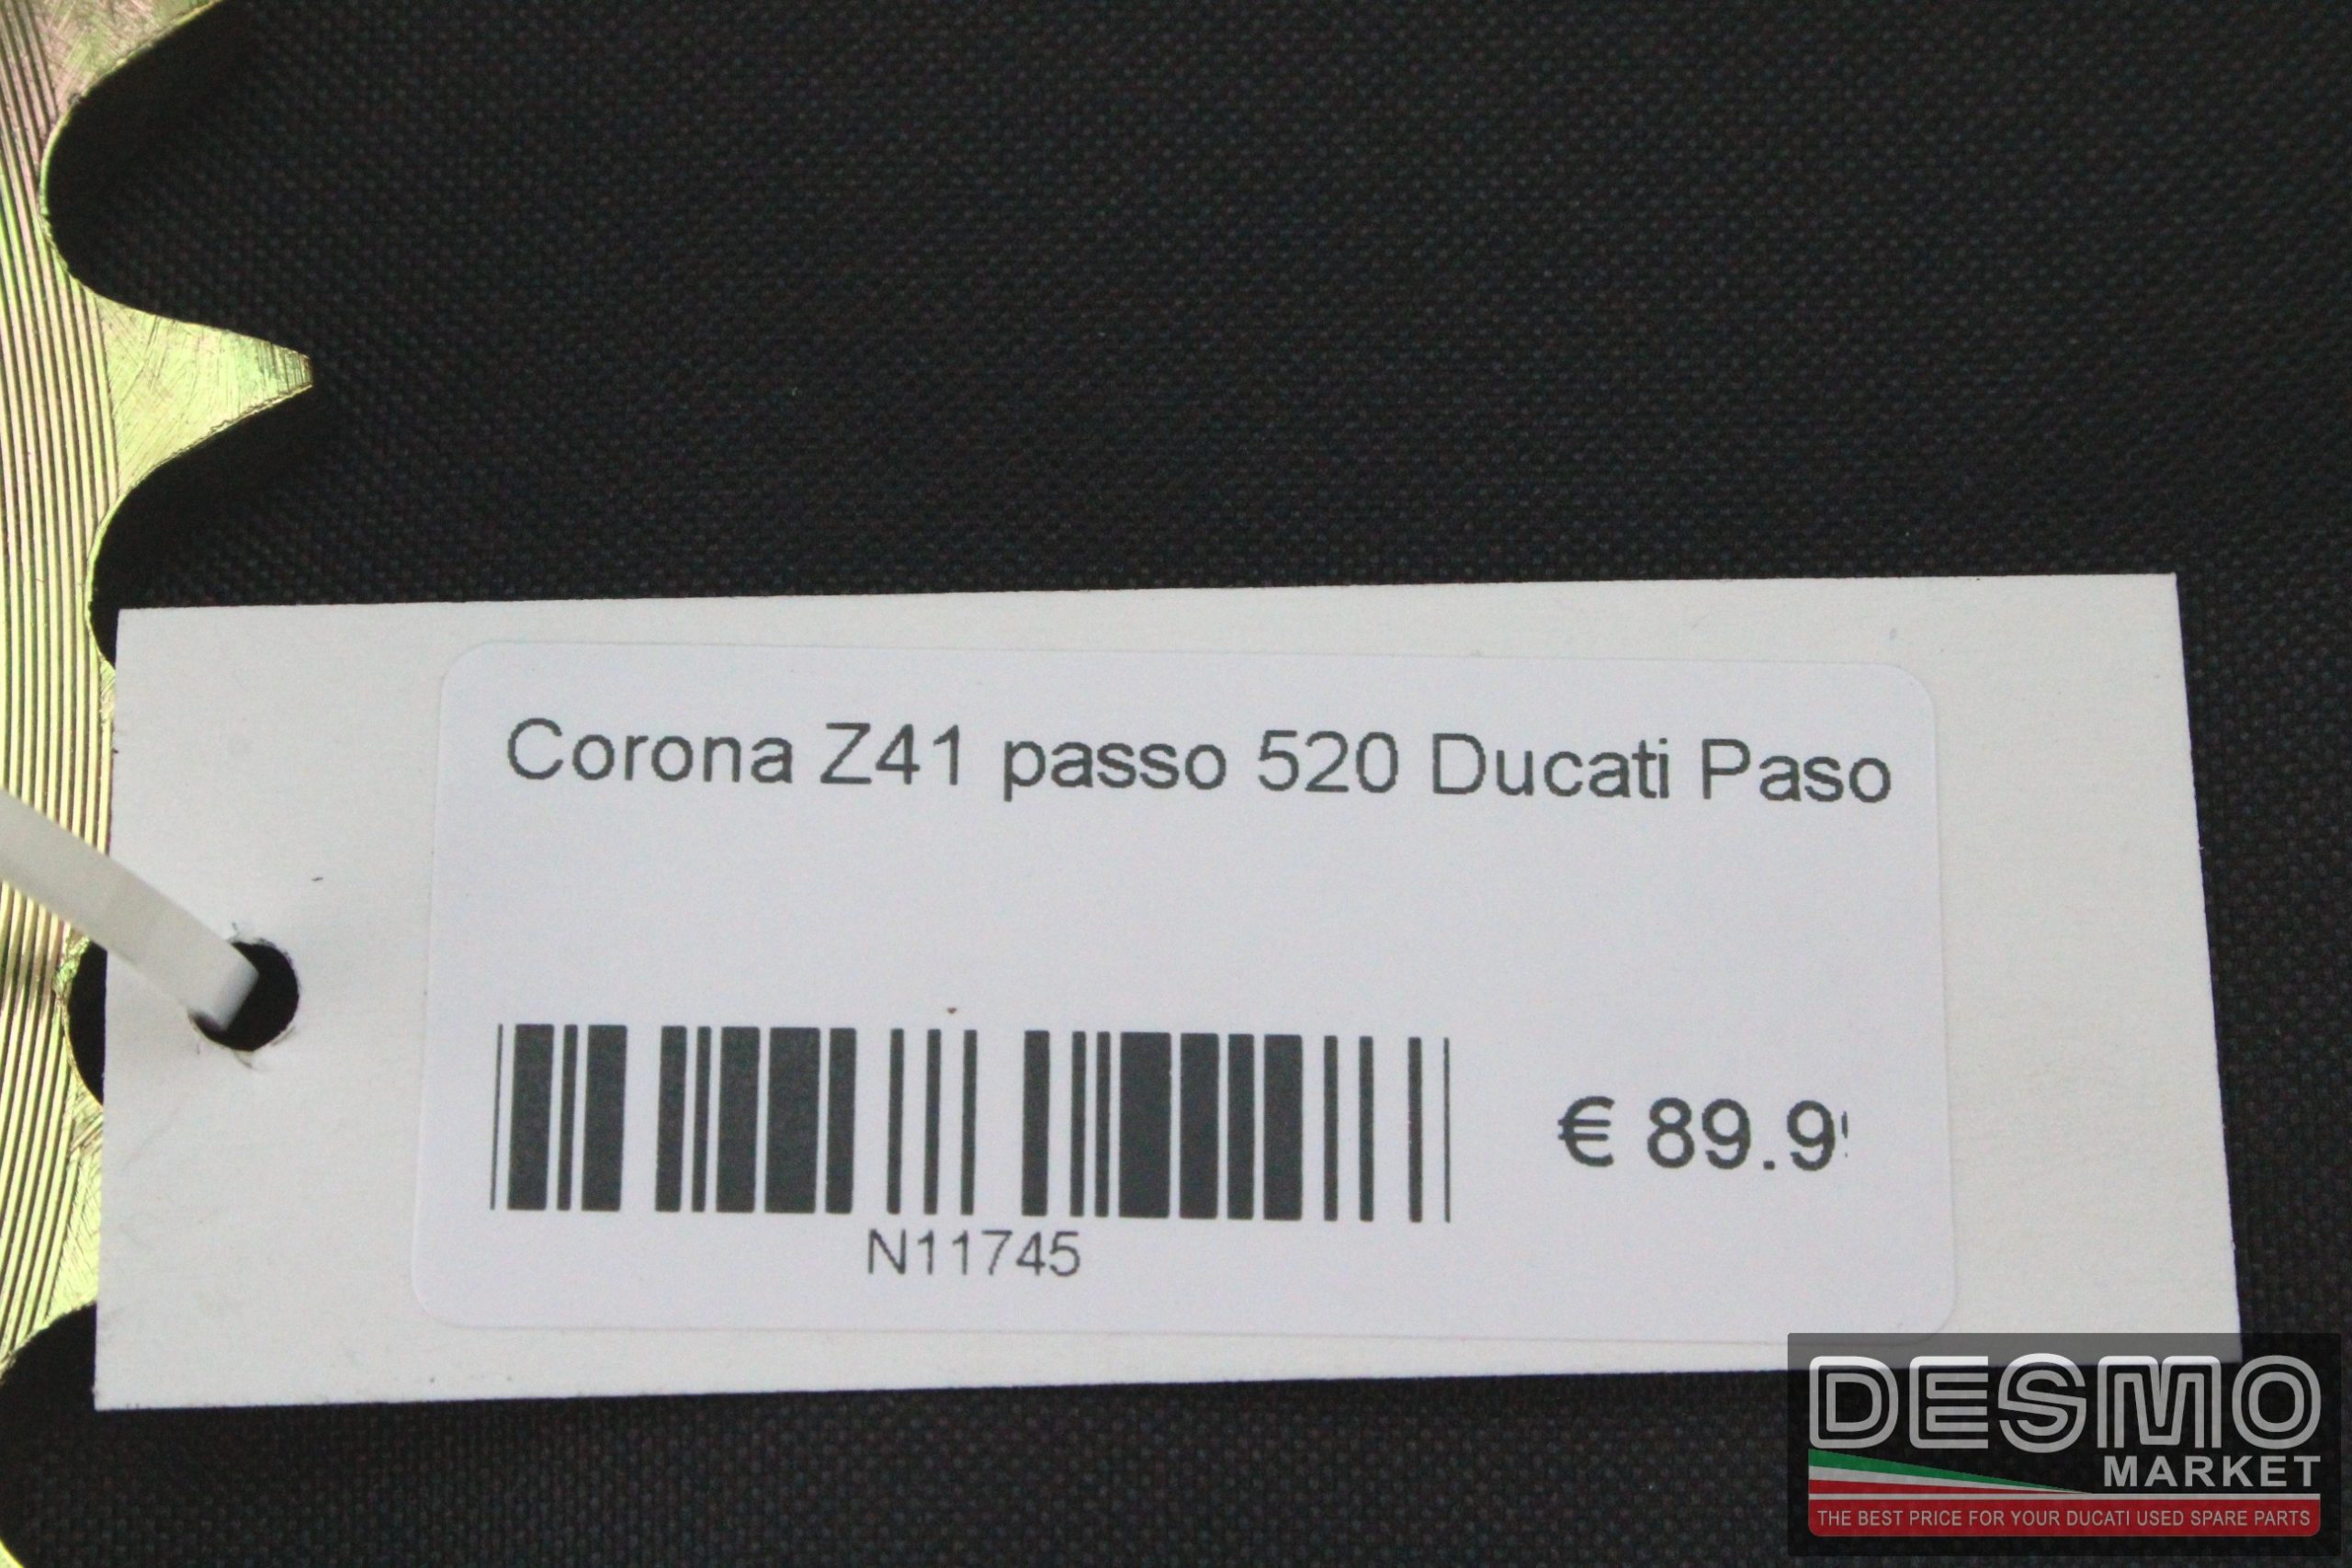 Corona Z41 passo 520 Ducati Paso
€ 89.9
N11745
DESMO
MARKET
THE BEST PRICE FOR YOUR DUCATI USED SPARE PARTS